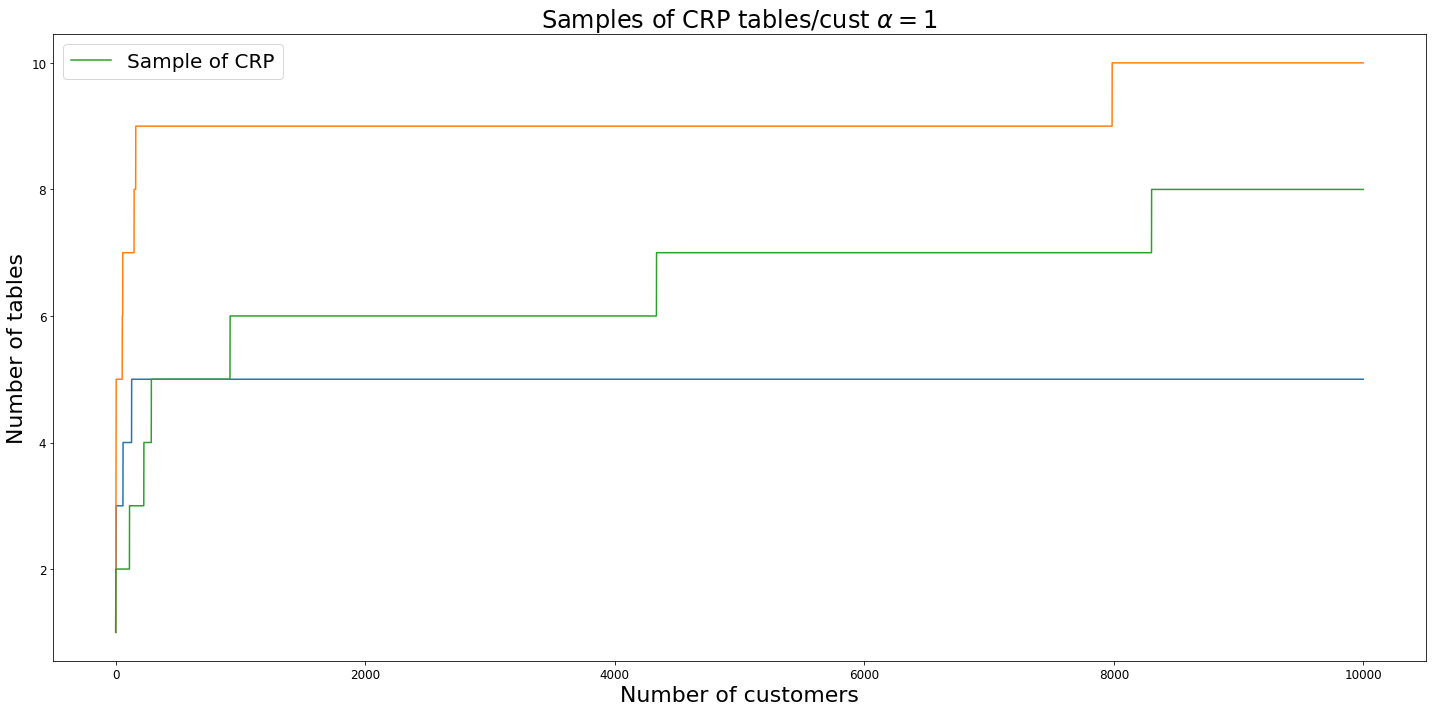 Samples of CRP tables/cust α = 1
Sample of CRP
Number of tables
10
8
6
4
2
0 2000 4000 6000 8000 10000
Number of customers